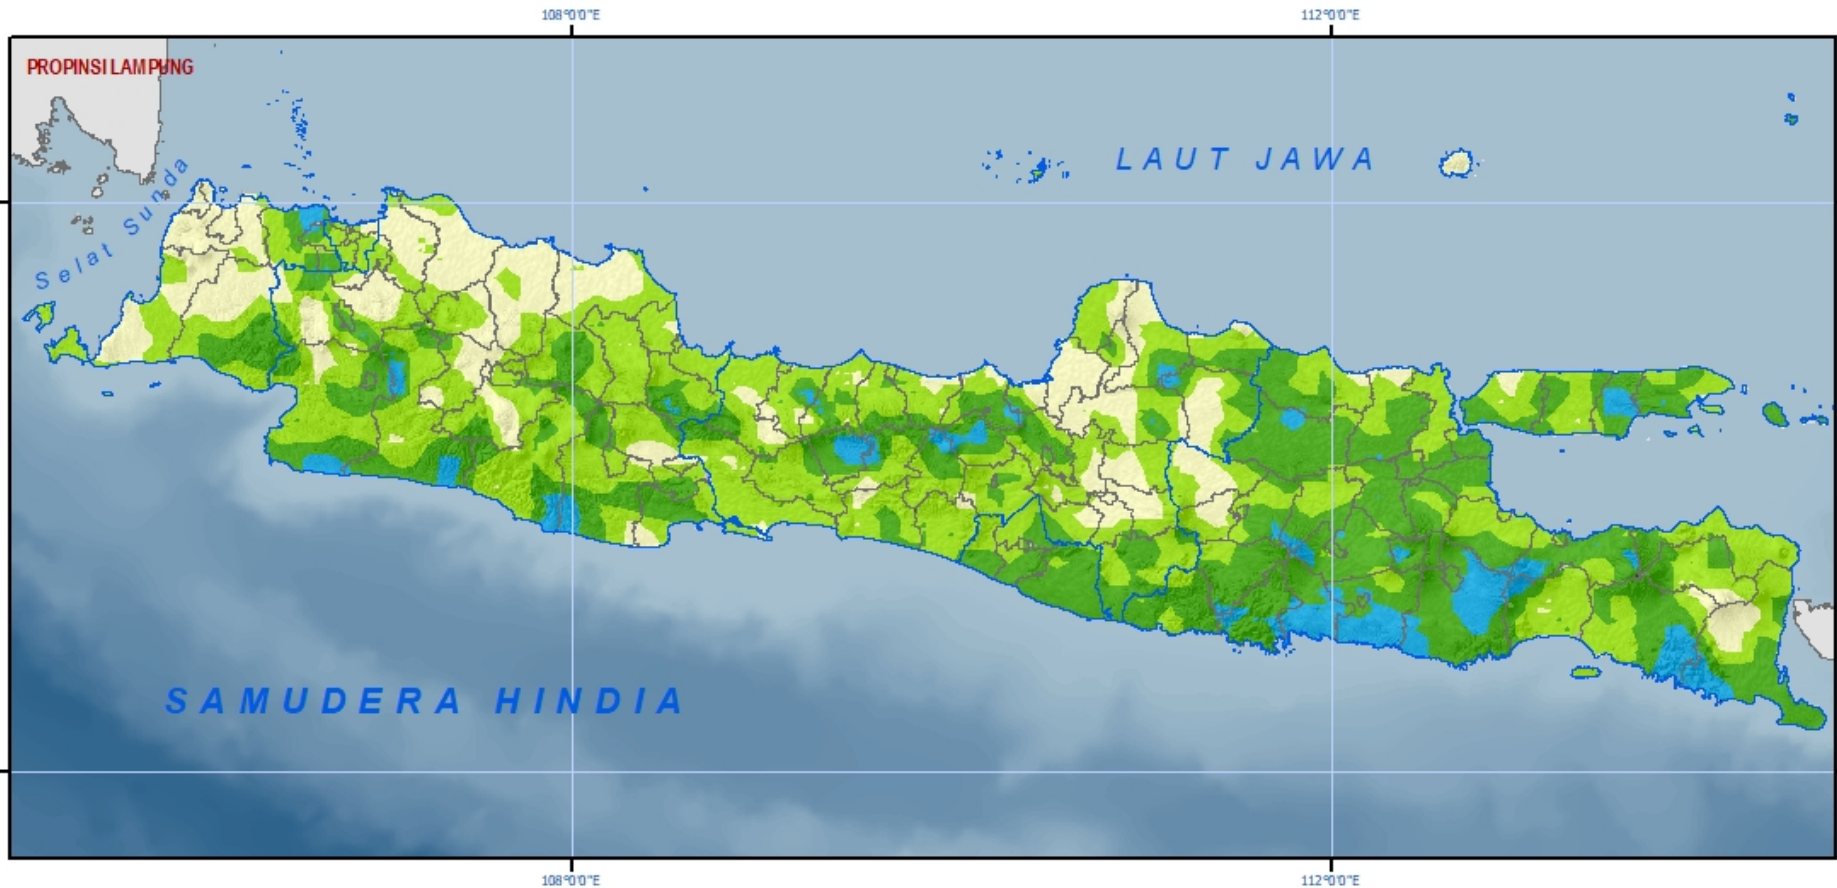 108°0'0"E 112°0'0"E
PROPINSI LAMPUNG
LAUT JAWA
Selat Sunda
SAMUDERA HINDIA
108°0'0"E 112°0'0"E